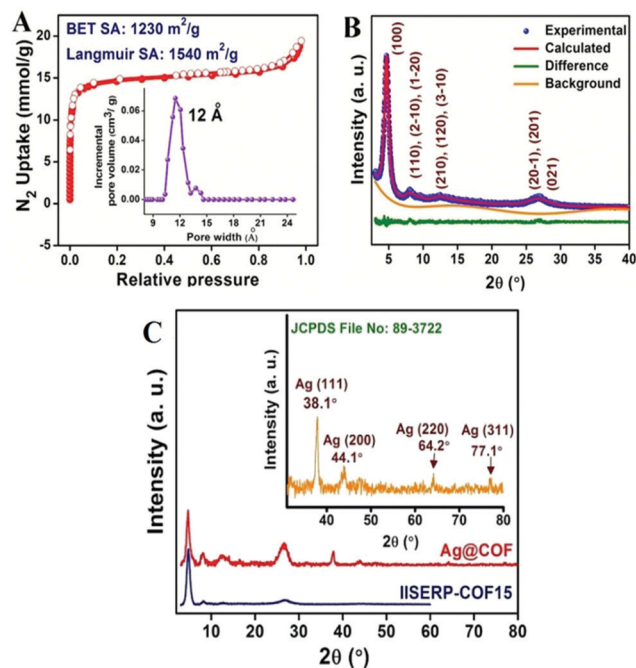 A
BET SA: 1230 m²/g
Langmuir SA: 1540 m²/g
N₂ Uptake (mmol/g)
25
20
15
10
5
0
-5
0.0 0.2 0.4 0.6 0.8 1.0
Relative pressure
Incremental
pore volume (cm³/ g)
0.06
0.04
0.02
0.00
12 Å
9 12 15 18 21 24
Pore width (Å)
B
Intensity (a. u.)
(100)
(110), (2-10), (1-20)
(210), (120), (3-10)
(20-1), (201)
(021)
Experimental
Calculated
Difference
Background
5 10 15 20 25 30 35 40
2θ (°)
C
Intensity (a. u.)
JCPDS File No: 89-3722
Intensity (a. u.)
Ag (111)
38.1°
Ag (200)
44.1°
Ag (220)
64.2°
Ag (311)
77.1°
40 50 60 70 80
2θ (°)
Ag@COF
IISERP-COF15
10 20 30 40 50 60 70 80
2θ (°)